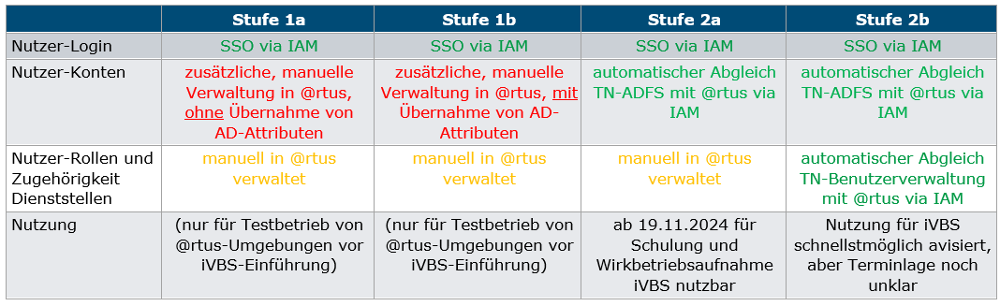 Stufe 1a Stufe 1b Stufe 2a Stufe 2b
Nutzer-Login SSO via IAM SSO via IAM SSO via IAM SSO via IAM
Nutzer-Konten
zusätzliche, manuelle
Verwaltung in @rtus,
ohne Übernahme von
AD-Attributen
zusätzliche, manuelle
Verwaltung in @rtus, mit
Übernahme von AD-
Attributen
automatischer Abgleich
TN-ADFS mit @rtus via
IAM
automatischer Abgleich
TN-ADFS mit @rtus via
IAM
Nutzer-Rollen und
Zugehörigkeit
Dienststellen
manuell in @rtus
verwaltet
manuell in @rtus
verwaltet
manuell in @rtus
verwaltet
automatischer Abgleich
TN-Benutzerverwaltung
mit @rtus via IAM
Nutzung
(nur für Testbetrieb von
@rtus-Umgebungen vor
iVBS-Einführung)
(nur für Testbetrieb von
@rtus-Umgebungen vor
iVBS-Einführung)
ab 19.11.2024 für
Schulung und
Wirkbetriebsaufnahme
iVBS nutzbar
Nutzung für iVBS
schnellstmöglich avisiert,
aber Terminlage noch
unklar